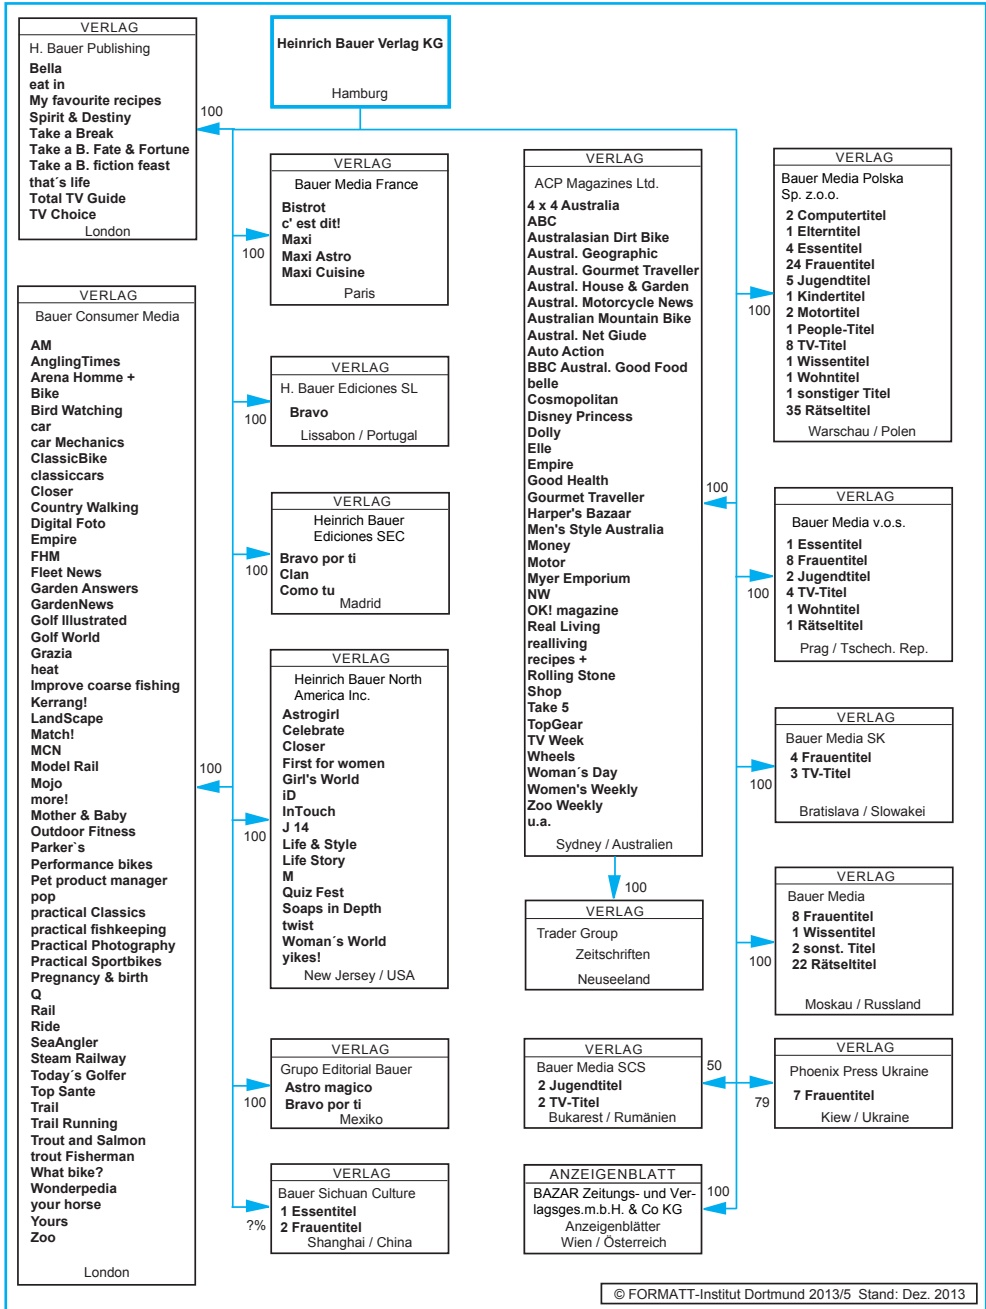 VERLAG
H. Bauer Publishing
Bella
eat in
My favourite recipes
Spirit & Destiny
Take a Break
Take a B. Fate & Fortune
Take a B. fiction feast
that´s life
Total TV Guide
TV Choice
London
100
Heinrich Bauer Verlag KG
Hamburg
VERLAG
Bauer Consumer Media
AM
AnglingTimes
Arena Homme +
Bike
Bird Watching
car
car Mechanics
ClassicBike
classiccars
Closer
Country Walking
Digital Foto
Empire
FHM
Fleet News
Garden Answers
GardenNews
Golf Illustrated
Golf World
Grazia
heat
Improve coarse fishing
Kerrang!
LandScape
Match!
MCN
Model Rail
Mojo
more!
Mother & Baby
Outdoor Fitness
Parker`s
Performance bikes
Pet product manager
pop
practical Classics
practical fishkeeping
Practical Photography
Practical Sportbikes
Pregnancy & birth
Q
Rail
Ride
SeaAngler
Steam Railway
Today´s Golfer
Top Sante
Trail
Trail Running
Trout and Salmon
trout Fisherman
What bike?
Wonderpedia
your horse
Yours
Zoo
London
100
VERLAG
Bauer Media France
Bistrot
c' est dit!
Maxi
Maxi Astro
Maxi Cuisine
Paris
100
VERLAG
H. Bauer Ediciones SL
Bravo
Lissabon / Portugal
100
VERLAG
Heinrich Bauer
Ediciones SEC
Bravo por ti
Clan
Como tu
Madrid
100
VERLAG
Heinrich Bauer North
America Inc.
Astrogirl
Celebrate
Closer
First for women
Girl's World
iD
InTouch
J 14
Life & Style
Life Story
M
Quiz Fest
Soaps in Depth
twist
Woman´s World
yikes!
New Jersey / USA
100
VERLAG
Grupo Editorial Bauer
Astro magico
Bravo por ti
Mexiko
100
VERLAG
Bauer Sichuan Culture
1 Essentitel
2 Frauentitel
Shanghai / China
?%
VERLAG
ACP Magazines Ltd.
4 x 4 Australia
ABC
Australasian Dirt Bike
Austral. Geographic
Austral. Gourmet Traveller
Austral. House & Garden
Austral. Motorcycle News
Australian Mountain Bike
Austral. Net Giude
Auto Action
BBC Austral. Good Food
belle
Cosmopolitan
Disney Princess
Dolly
Elle
Empire
Good Health
Gourmet Traveller
Harper's Bazaar
Men's Style Australia
Money
Motor
Myer Emporium
NW
OK! magazine
Real Living
realliving
recipes +
Rolling Stone
Shop
Take 5
TopGear
TV Week
Wheels
Woman´s Day
Women's Weekly
Zoo Weekly
u.a.
Sydney / Australien
100
100
VERLAG
Trader Group
Zeitschriften
Neuseeland
VERLAG
Bauer Media SCS
2 Jugendtitel
2 TV-Titel
Bukarest / Rumänien
50
ANZEIGENBLATT
BAZAR Zeitungs- und Ver-
lagsges.m.b.H. & Co KG
Anzeigenblätter
Wien / Österreich
100
VERLAG
Bauer Media Polska
Sp. z.o.o.
2 Computertitel
1 Elterntitel
4 Essentitel
24 Frauentitel
5 Jugendtitel
1 Kindertitel
2 Motortitel
1 People-Titel
8 TV-Titel
1 Wissentitel
1 Wohntitel
1 sonstiger Titel
35 Rätseltitel
Warschau / Polen
100
VERLAG
Bauer Media v.o.s.
1 Essentitel
8 Frauentitel
2 Jugendtitel
4 TV-Titel
1 Wohntitel
1 Rätseltitel
Prag / Tschech. Rep.
100
VERLAG
Bauer Media SK
4 Frauentitel
3 TV-Titel
Bratislava / Slowakei
100
VERLAG
Bauer Media
8 Frauentitel
1 Wissentitel
2 sonst. Titel
22 Rätseltitel
Moskau / Russland
100
VERLAG
Phoenix Press Ukraine
7 Frauentitel
Kiew / Ukraine
79
© FORMATT-Institut Dortmund 2013/5 Stand: Dez. 2013